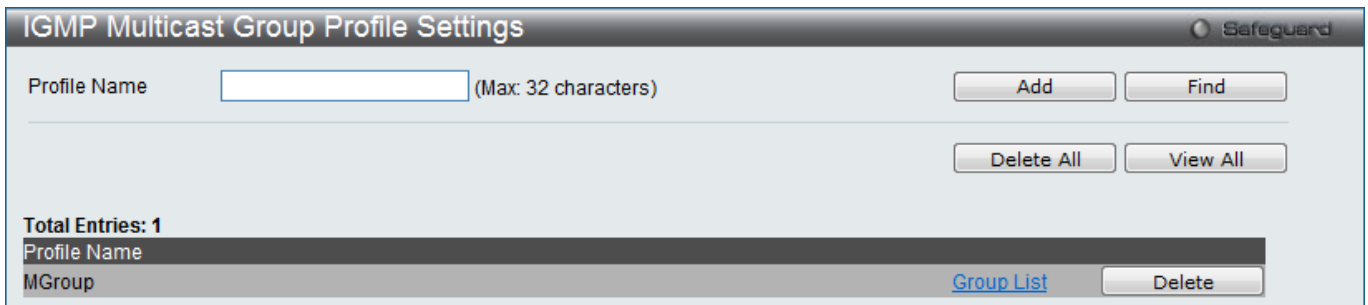 IGMP Multicast Group Profile Settings
Safeguard
Profile Name (Max: 32 characters) Add Find
Delete All View All
Total Entries: 1
Profile Name
MGroup Group List Delete